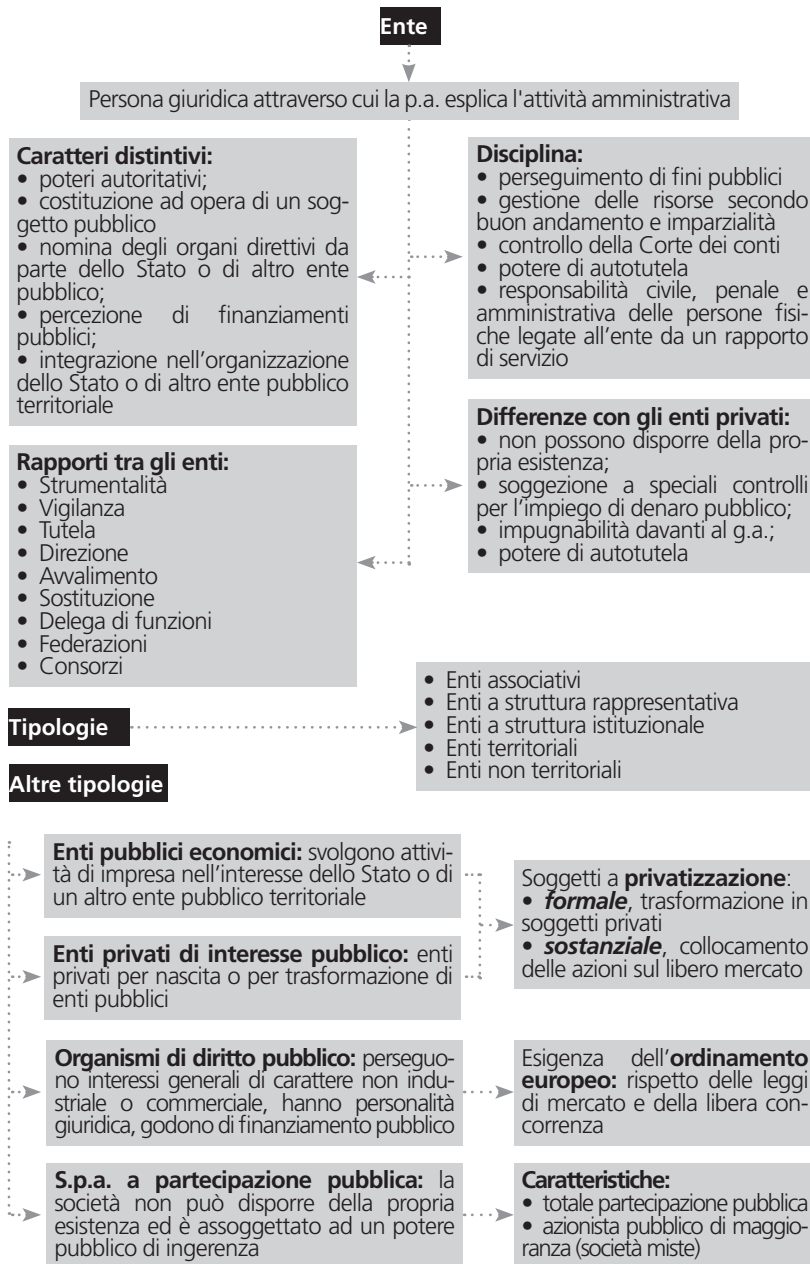 Ente
Persona giuridica attraverso cui la p.a. esplica l'attività amministrativa
Caratteri distintivi:
• poteri autoritativi;
• costituzione ad opera di un sog-
getto pubblico
• nomina degli organi direttivi da
parte dello Stato o di altro ente
pubblico;
• percezione di finanziamenti
pubblici;
• integrazione nell'organizzazione
dello Stato o di altro ente pubblico
territoriale
Disciplina:
• perseguimento di fini pubblici
• gestione delle risorse secondo
buon andamento e imparzialità
• controllo della Corte dei conti
• potere di autotutela
• responsabilità civile, penale e
amministrativa delle persone fisi-
che legate all'ente da un rapporto
di servizio
Rapporti tra gli enti:
• Strumentalità
• Vigilanza
• Tutela
• Direzione
• Avvalimento
• Sostituzione
• Delega di funzioni
• Federazioni
• Consorzi
Differenze con gli enti privati:
• non possono disporre della pro-
pria esistenza;
• soggezione a speciali controlli
per l'impiego di denaro pubblico;
• impugnabilità davanti al g.a.;
• potere di autotutela
Tipologie
• Enti associativi
• Enti a struttura rappresentativa
• Enti a struttura istituzionale
• Enti territoriali
• Enti non territoriali
Altre tipologie
Enti pubblici economici: svolgono attivi-
tà di impresa nell'interesse dello Stato o di
un altro ente pubblico territoriale
Enti privati di interesse pubblico: enti
privati per nascita o per trasformazione di
enti pubblici
Soggetti a privatizzazione:
• formale, trasformazione in
soggetti privati
• sostanziale, collocamento
delle azioni sul libero mercato
Organismi di diritto pubblico: perseguo-
no interessi generali di carattere non indu-
striale o commerciale, hanno personalità
giuridica, godono di finanziamento pubblico
Esigenza dell'ordinamento
europeo: rispetto delle leggi
di mercato e della libera con-
correnza
S.p.a. a partecipazione pubblica: la
società non può disporre della propria
esistenza ed è assoggettato ad un potere
pubblico di ingerenza
Caratteristiche:
• totale partecipazione pubblica
• azionista pubblico di maggio-
ranza (società miste)